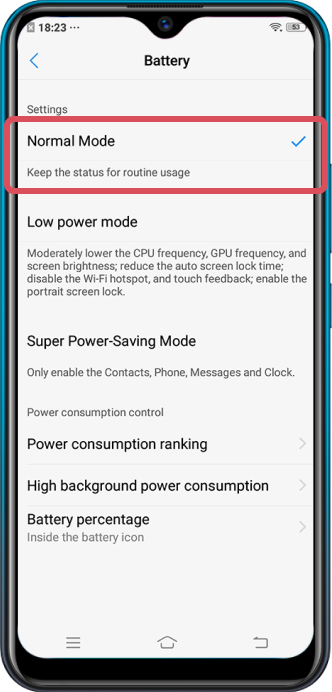 18:23 ··· 53
Battery
Settings
Normal Mode
Keep the status for routine usage
Low power mode
Moderately lower the CPU frequency, GPU frequency, and
screen brightness; reduce the auto screen lock time;
disable the Wi-Fi hotspot, and touch feedback; enable the
portrait screen lock.
Super Power-Saving Mode
Only enable the Contacts, Phone, Messages and Clock.
Power consumption control
Power consumption ranking
High background power consumption
Battery percentage
Inside the battery icon